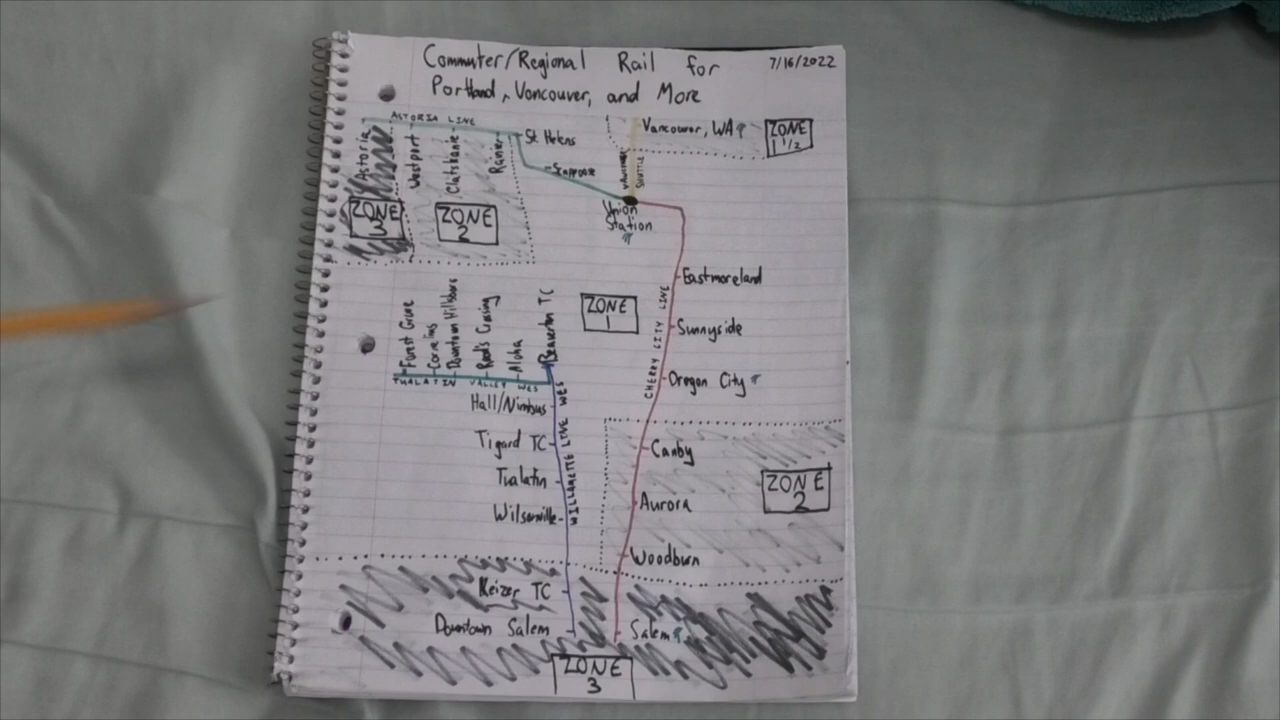 Commuter/Regional Rail for
7/16/2022
Portland, Vancouver, and More
ASTORIA LINE
Astoria
Westport
Clatskanie
Rainier
St Helens
Scappoose
Vancouver, WA
ZONE
1 1/2
VANCOUVER
SHUTTLE
Union
Station
ZONE
3
ZONE
2
Eastmoreland
ZONE
1
Sunnyside
CHERRY CITY LINE
Oregon City
Forest Grove
Cornelius
Downtown Hillsboro
Reed's Crossing
Aloha
Beaverton TC
TUALATIN VALLEY WES
Hall/Nimbus
Tigard TC
WILLAMETTE LINE WES
Tualatin
Wilsonville
Canby
ZONE
2
Aurora
Woodburn
Keizer TC
Downtown Salem
Salem
ZONE
3